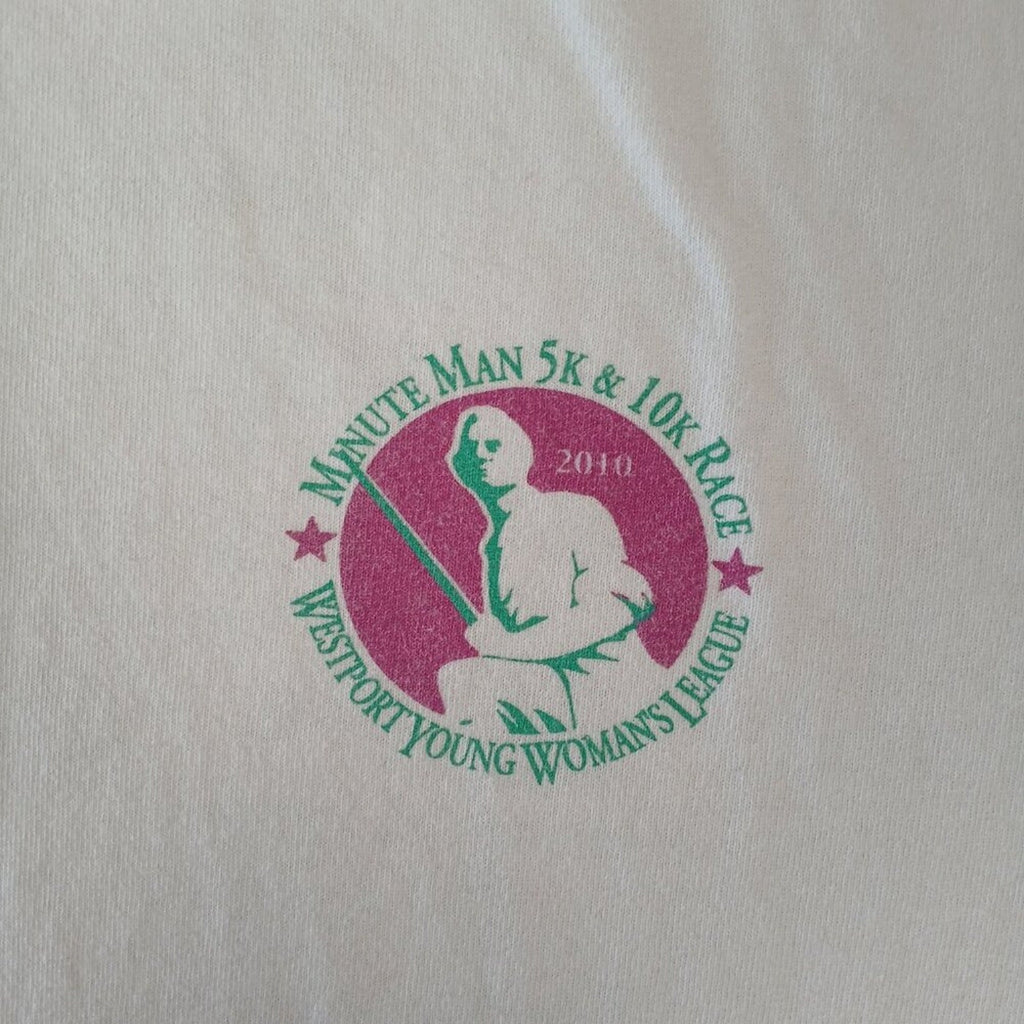 Minute Man 5K & 10K Race
2010
Westport Young Woman's League